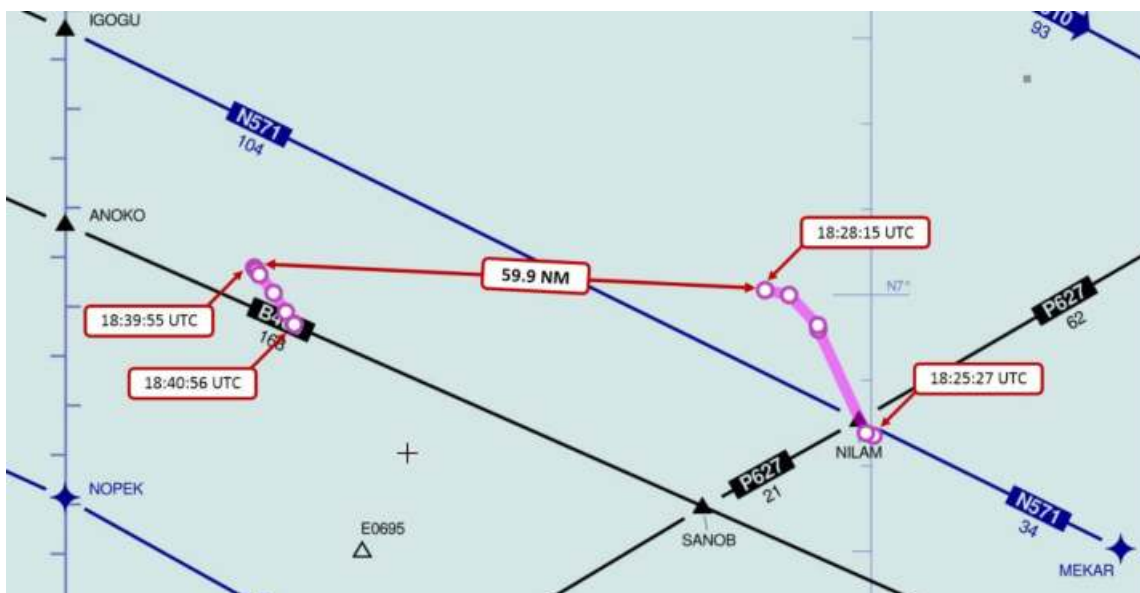 IGOGU
93
N571
104
ANOKO
18:28:15 UTC
59.9 NM
N7°
P627
62
18:39:55 UTC
18:40:56 UTC
18:25:27 UTC
NILAM
P627
21
NOPEK
N571
34
E0695
SANOB
MEKAR